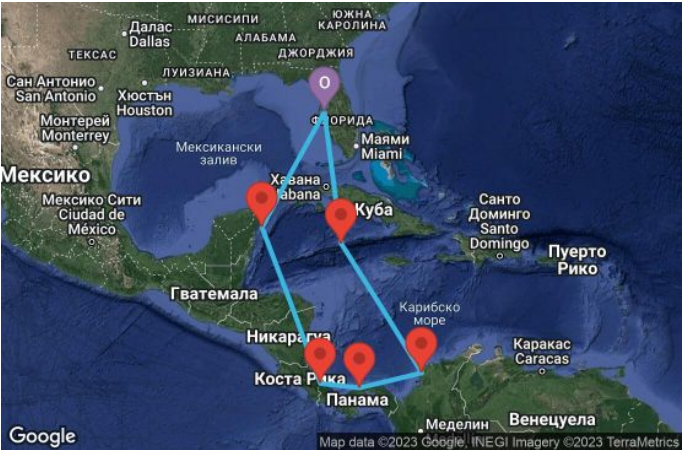 ЮЖНА
КАРОЛИНА
МИСИСИПИ
Далас
Dallas
АЛАБАМА
ДЖОРДЖИЯ
ТЕКСАС
ЛУИЗИАНА
Сан Антонио
San Antonio
Хюстън
Houston
O
ФЛОРИДА
Монтерей
Monterrey
Маями
Miami
Мексикански
залив
Мексико
Хавана
Habana
Мексико Сити
Ciudad de
México
Куба
Санто
Доминго
Santo
Domingo
Пуерто
Рико
Гватемала
Карибско
море
Никарагуа
Каракас
Caracas
Коста Рика
Панама
Венецуела
Меделин
Google
Map data ©2023 Google, INEGI Imagery ©2023 TerraMetrics